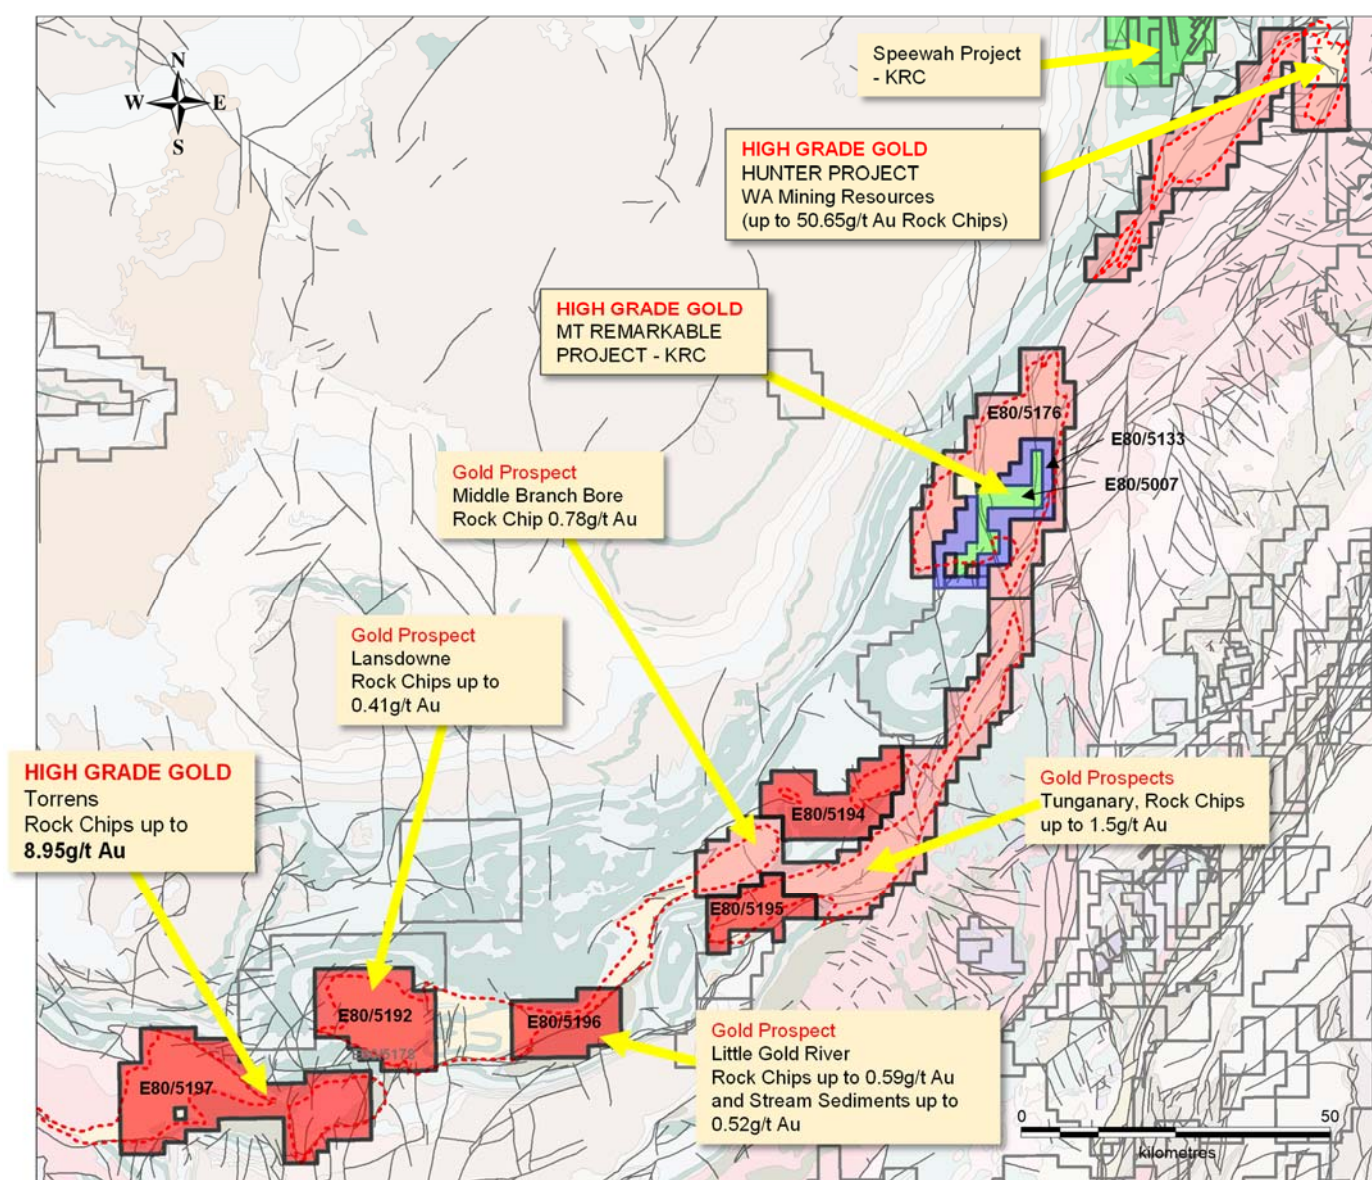 N
W E
S
Speewah Project
- KRC
HIGH GRADE GOLD
HUNTER PROJECT
WA Mining Resources
(up to 50.65g/t Au Rock Chips)
HIGH GRADE GOLD
MT REMARKABLE
PROJECT - KRC
E80/5176
E80/5133
E80/5007
Gold Prospect
Middle Branch Bore
Rock Chip 0.78g/t Au
Gold Prospect
Lansdowne
Rock Chips up to
0.41g/t Au
HIGH GRADE GOLD
Torrens
Rock Chips up to
8.95g/t Au
Gold Prospects
Tunganary, Rock Chips
up to 1.5g/t Au
E80/5194
E80/5195
E80/5192
E80/5178
E80/5196
E80/5197
Gold Prospect
Little Gold River
Rock Chips up to 0.59g/t Au
and Stream Sediments up to
0.52g/t Au
0 50
kilometres